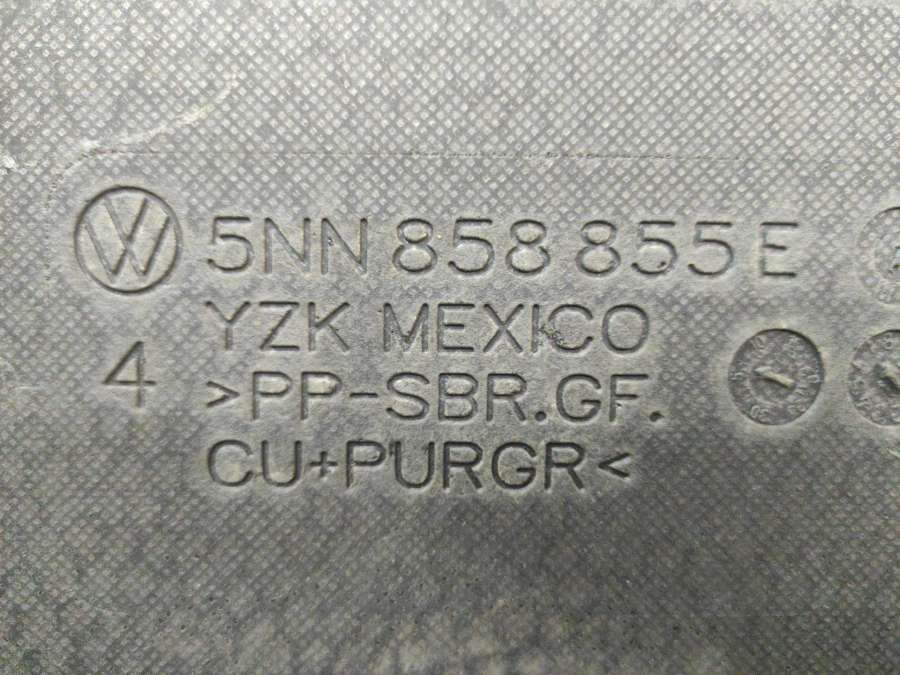 5NN 858 855 E
YZK MEXICO
4 >PP-SBR.GF.
CU+PURGR<